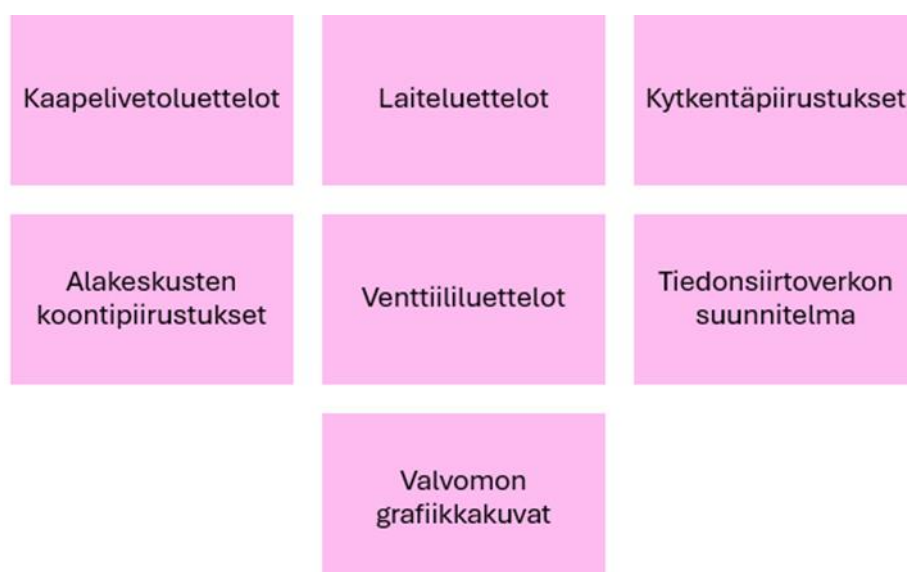 Kaapelivetoluettelot
Laiteluettelot
Kytkentäpiirustukset
Alakeskusten
koontipiirustukset
Venttiililuettelot
Tiedonsiirtoverkon
suunnitelma
Valvomon
grafiikkakuvat